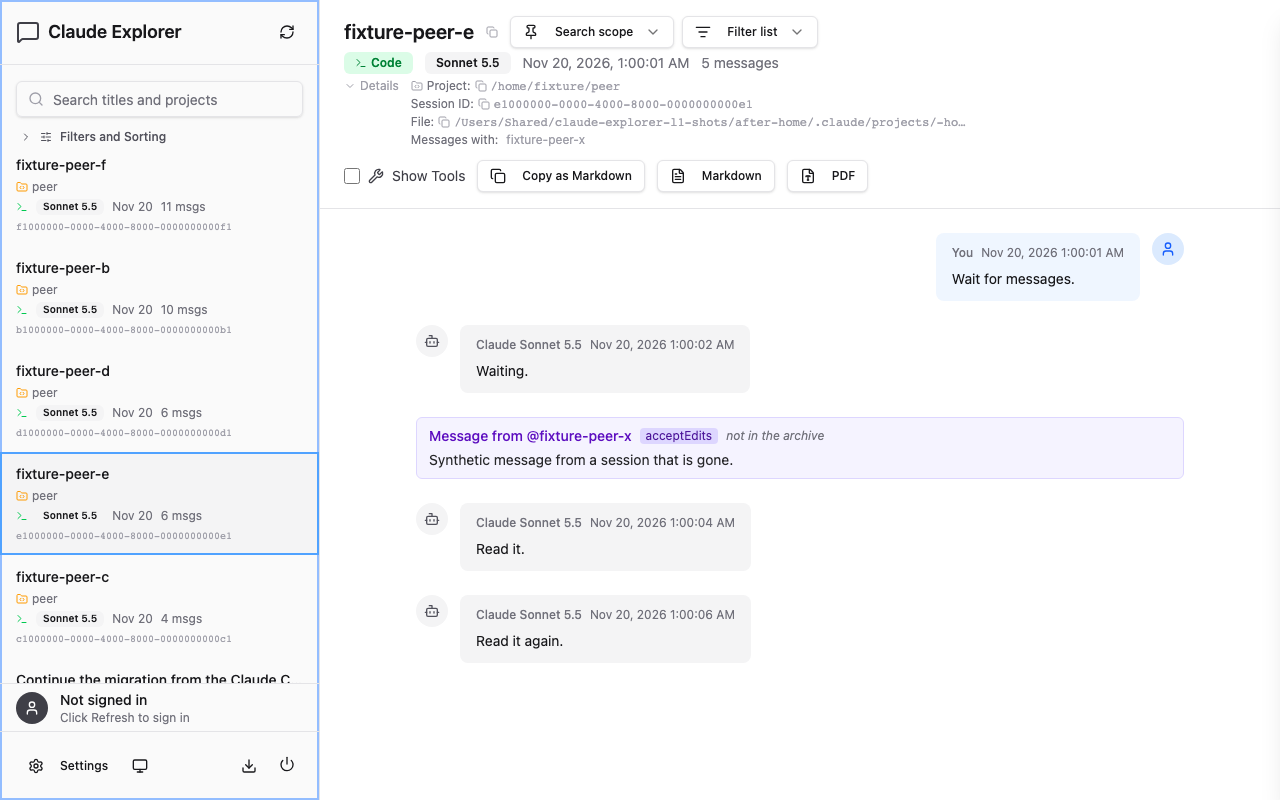 Claude Explorer
Search titles and projects
Filters and Sorting
fixture-peer-f
peer
Sonnet 5.5 Nov 20 11 msgs
f1000000-0000-4000-8000-0000000000f1
fixture-peer-b
peer
Sonnet 5.5 Nov 20 10 msgs
b1000000-0000-4000-8000-0000000000b1
fixture-peer-d
peer
Sonnet 5.5 Nov 20 6 msgs
d1000000-0000-4000-8000-0000000000d1
fixture-peer-e
peer
Sonnet 5.5 Nov 20 6 msgs
e1000000-0000-4000-8000-0000000000e1
fixture-peer-c
peer
Sonnet 5.5 Nov 20 4 msgs
c1000000-0000-4000-8000-0000000000c1
Continue the migration from the Claude C
Not signed in
Click Refresh to sign in
Settings
fixture-peer-e Search scope Filter list
Code Sonnet 5.5 Nov 20, 2026, 1:00:01 AM 5 messages
Details Project: /home/fixture/peer
Session ID: e1000000-0000-4000-8000-0000000000e1
File: /Users/Shared/claude-explorer-l1-shots/after-home/.claude/projects/-ho…
Messages with: fixture-peer-x
Show Tools Copy as Markdown Markdown PDF
You Nov 20, 2026 1:00:01 AM
Wait for messages.
Claude Sonnet 5.5 Nov 20, 2026 1:00:02 AM
Waiting.
Message from @fixture-peer-x acceptEdits not in the archive
Synthetic message from a session that is gone.
Claude Sonnet 5.5 Nov 20, 2026 1:00:04 AM
Read it.
Claude Sonnet 5.5 Nov 20, 2026 1:00:06 AM
Read it again.